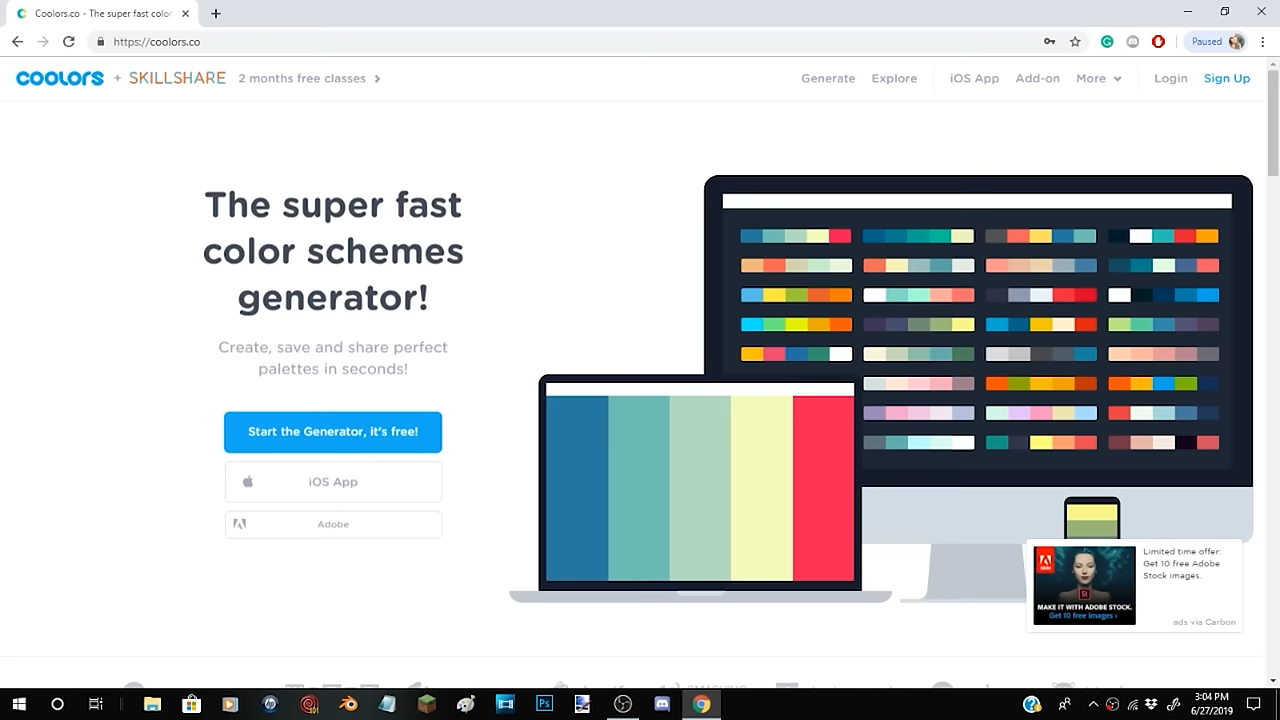 Coolors.co - The super fast color
https://coolors.co
Paused
coolors + SKILLSHARE 2 months free classes
Generate Explore iOS App Add-on More Login Sign Up
The super fast
color schemes
generator!
Create, save and share perfect
palettes in seconds!
Start the Generator, it's free!
iOS App
Adobe
Adobe
St
MAKE IT WITH ADOBE STOCK.
Get 10 free images ›
Limited time offer:
Get 10 free Adobe
Stock images.
ads via Carbon
Ps
3:04 PM
6/27/2019